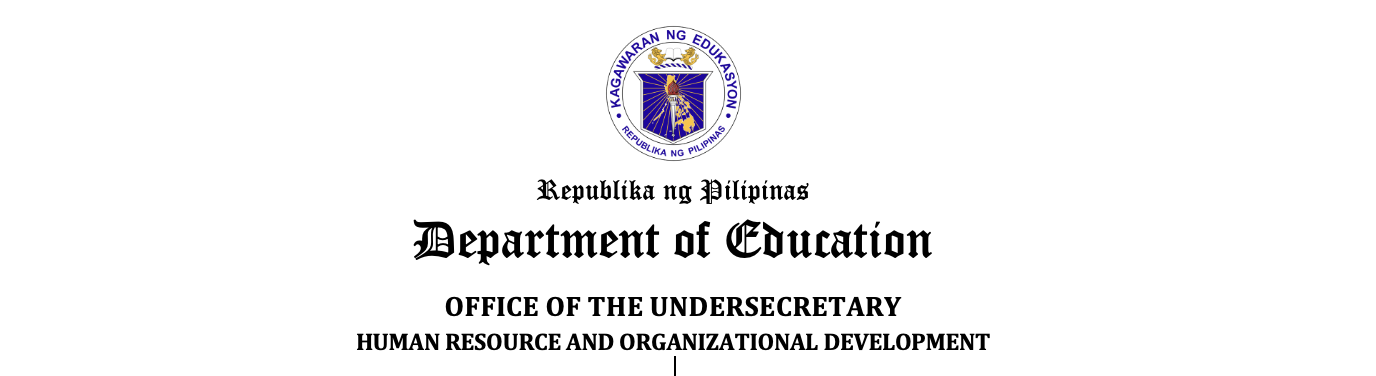 KAGAWARAN NG EDUKASYON
REPUBLIKA NG PILIPINAS
Republika ng Pilipinas
Department of Education
OFFICE OF THE UNDERSECRETARY
HUMAN RESOURCE AND ORGANIZATIONAL DEVELOPMENT